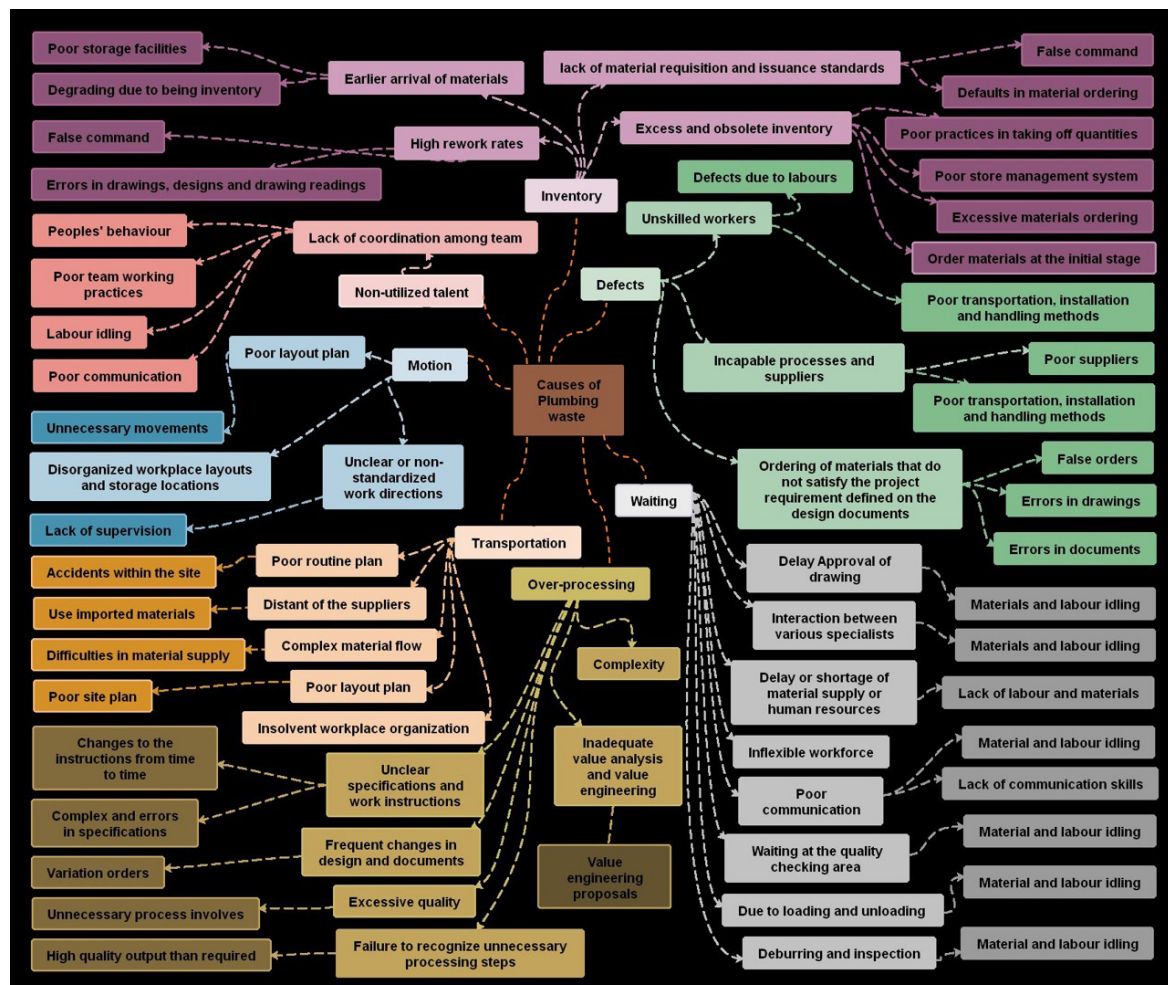 Poor storage facilities
Degrading due to being inventory
Earlier arrival of materials
False command
High rework rates
Errors in drawings, designs and drawing readings
lack of material requisition and issuance standards
False command
Defaults in material ordering
Excess and obsolete inventory
Poor practices in taking off quantities
Poor store management system
Excessive materials ordering
Order materials at the initial stage
Inventory
Peoples' behaviour
Lack of coordination among team
Poor team working
practices
Labour idling
Poor communication
Non-utilized talent
Defects due to labours
Unskilled workers
Defects
Poor transportation, installation
and handling methods
Incapable processes and
suppliers
Poor suppliers
Poor transportation, installation
and handling methods
Ordering of materials that do
not satisfy the project
requirement defined on the
design documents
False orders
Errors in drawings
Errors in documents
Poor layout plan
Motion
Unnecessary movements
Disorganized workplace layouts
and storage locations
Unclear or non-
standardized
work directions
Lack of supervision
Causes of
Plumbing
waste
Waiting
Transportation
Poor routine plan
Accidents within the site
Distant of the suppliers
Use imported materials
Complex material flow
Difficulties in material supply
Poor layout plan
Poor site plan
Insolvent workplace organization
Over-processing
Complexity
Inadequate
value analysis
and value
engineering
Value
engineering
proposals
Changes to the
instructions from time
to time
Unclear
specifications and
work instructions
Complex and errors
in specifications
Frequent changes in
design and documents
Variation orders
Excessive quality
Unnecessary process involves
Failure to recognize unnecessary
processing steps
High quality output than required
Delay Approval of
drawing
Materials and labour idling
Interaction between
various specialists
Materials and labour idling
Delay or shortage of
material supply or
human resources
Lack of labour and materials
Inflexible workforce
Poor
communication
Material and labour idling
Lack of communication skills
Waiting at the quality
checking area
Material and labour idling
Due to loading and unloading
Material and labour idling
Deburring and inspection
Material and labour idling